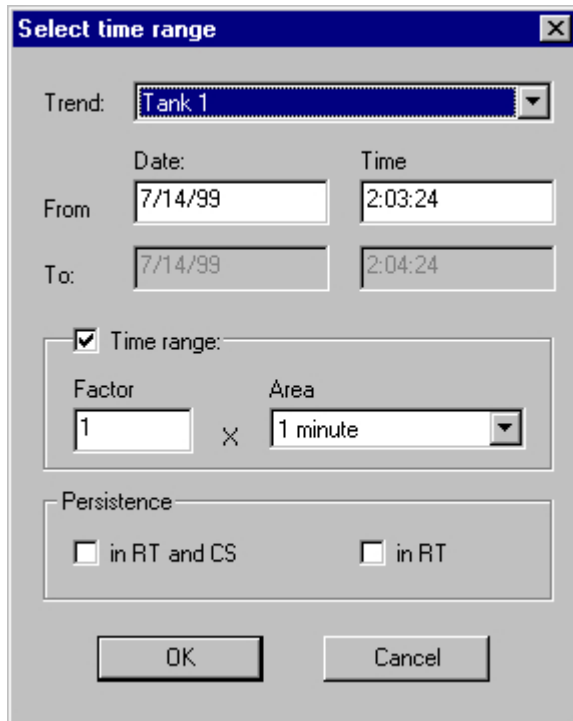 Select time range
Trend: Tank 1
Date: Time
From 7/14/99 2:03:24
To: 7/14/99 2:04:24
Time range:
Factor Area
1 X 1 minute
Persistence
in RT and CS in RT
OK Cancel